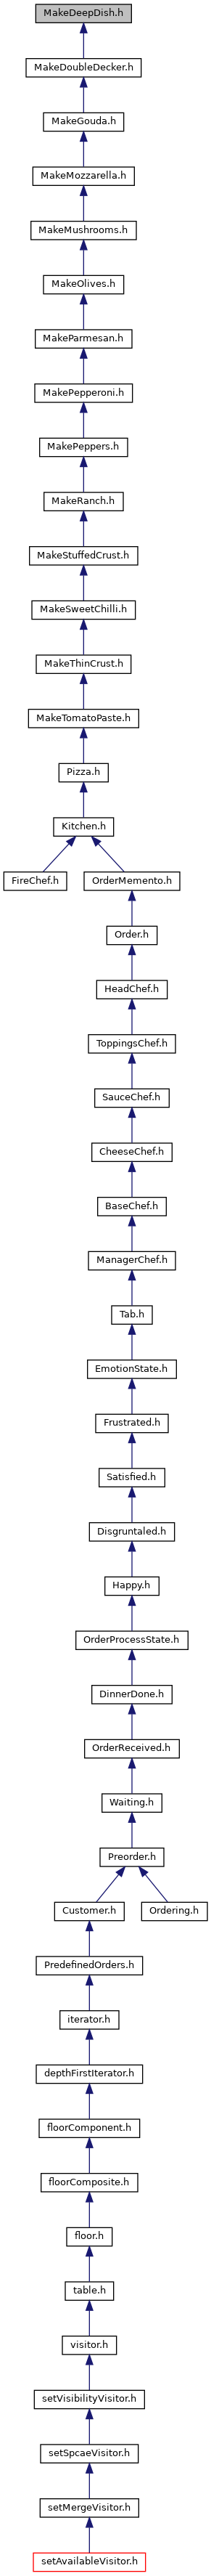 MakeDeepDish.h
MakeDoubleDecker.h
MakeGouda.h
MakeMozzarella.h
MakeMushrooms.h
MakeOlives.h
MakeParmesan.h
MakePepperoni.h
MakePeppers.h
MakeRanch.h
MakeStuffedCrust.h
MakeSweetChilli.h
MakeThinCrust.h
MakeTomatoPaste.h
Pizza.h
Kitchen.h
FireChef.h
OrderMemento.h
Order.h
HeadChef.h
ToppingsChef.h
SauceChef.h
CheeseChef.h
BaseChef.h
ManagerChef.h
Tab.h
EmotionState.h
Frustrated.h
Satisfied.h
Disgruntaled.h
Happy.h
OrderProcessState.h
DinnerDone.h
OrderReceived.h
Waiting.h
Preorder.h
Customer.h
Ordering.h
PredefinedOrders.h
iterator.h
depthFirstIterator.h
floorComponent.h
floorComposite.h
floor.h
table.h
visitor.h
setVisibilityVisitor.h
setSpcaeVisitor.h
setMergeVisitor.h
setAvailableVisitor.h